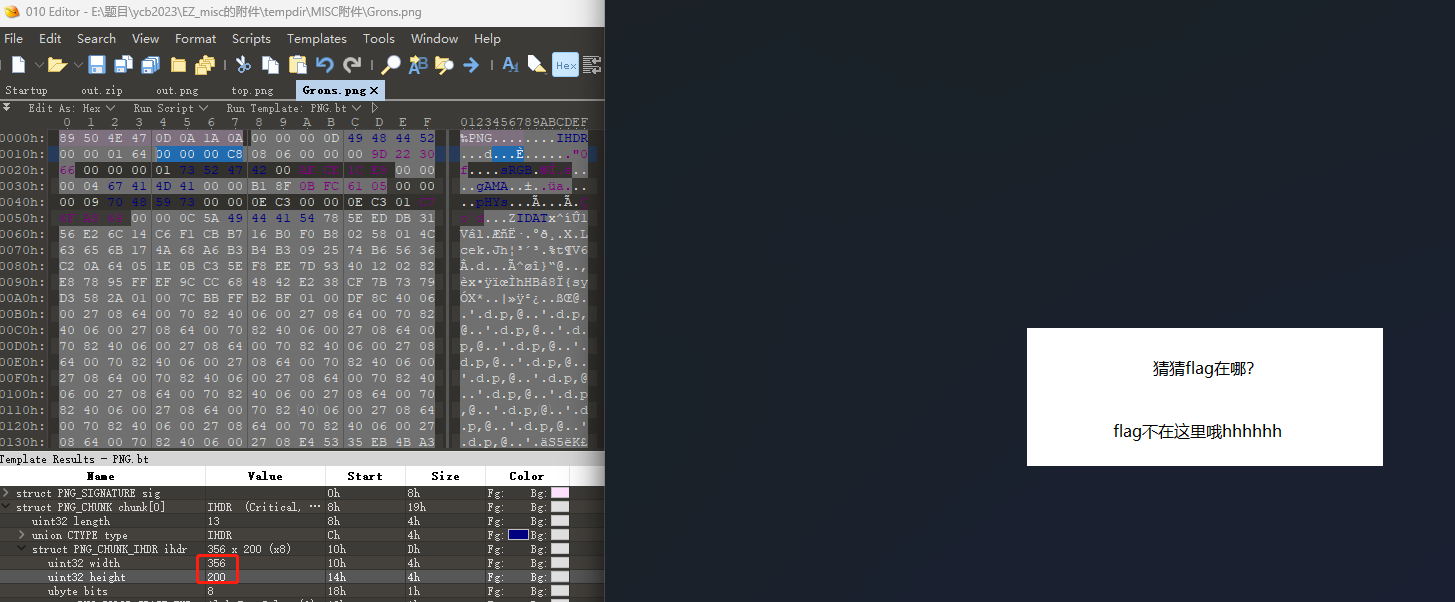 010 Editor - E:\题目\ycb2023\EZ_misc的附件\tempdir\MISC附件\Grons.png
File Edit Search View Format Scripts Templates Tools Window Help
Hex
Startup out.zip out.png top.png Grons.png ×
Edit As: Hex Run Script Run Template: PNG.bt
0 1 2 3 4 5 6 7 8 9 A B C D E F 0123456789ABCDEF
0000h: 89 50 4E 47 0D 0A 1A 0A 00 00 00 0D 49 48 44 52 ‰PNG........IHDR
0010h: 00 00 01 64 00 00 00 C8 08 06 00 00 00 9D 22 30 ...d...È......"0
0020h: 66 00 00 00 01 73 52 47 42 00 00 00 f....sRGB.
0030h: 00 04 67 41 4D 41 00 00 B1 8F 0B FC 61 05 00 00 ..gAMA..±..üa...
0040h: 00 09 70 48 59 73 00 00 0E C3 00 00 0E C3 01 ..pHYs...Ã...Ã.
0050h: 00 00 0C 5A 49 44 41 54 78 5E ED DB 31 ...ZIDATx^íÛ1
0060h: 56 E2 6C 14 C6 F1 CB B7 16 B0 F0 B8 02 58 01 4C Vâl.ÆñË·.°ð¸.X.L
0070h: 63 65 6B 17 4A 68 A6 B3 B4 B3 09 25 74 B6 56 36 cek.Jh¦³´³.%t¶V6
0080h: C2 0A 64 05 1E 0B C3 5E F8 EE 7D 93 40 12 02 82 Â.d...Ã^øî}“@..‚
0090h: E8 78 95 FF EF 9C CC 68 48 42 E2 38 CF 7B 73 79 èx•ÿïœÌhHBâ8Ï{sy
00A0h: D3 58 2A 01 00 7C BB FF B2 BF 01 00 DF 8C 40 06 ÓX*..|»ÿ²¿..ߌ@.
00B0h: 00 27 08 64 00 70 82 40 06 00 27 08 64 00 70 82 .'.d.p‚@..'.d.p‚
00C0h: 40 06 00 27 08 64 00 70 82 40 06 00 27 08 64 00 @..'.d.p‚@..'.d.
00D0h: 70 82 40 06 00 27 08 64 00 70 82 40 06 00 27 08 p‚@..'.d.p‚@..'.
00E0h: 64 00 70 82 40 06 00 27 08 64 00 70 82 40 06 00 d.p‚@..'.d.p‚@..
00F0h: 27 08 64 00 70 82 40 06 00 27 08 64 00 70 82 40 '.d.p‚@..'.d.p‚@
0100h: 06 00 27 08 64 00 70 82 40 06 00 27 08 64 00 70 ..'.d.p‚@..'.d.p
0110h: 82 40 06 00 27 08 64 00 70 82 40 06 00 27 08 64 ‚@..'.d.p‚@..'.d
0120h: 00 70 82 40 06 00 27 08 64 00 70 82 40 06 00 27 .p‚@..'.d.p‚@..'
0130h: 08 64 00 70 82 40 06 00 27 08 E4 53 35 EB 4B A3 .d.p‚@..'.äS5ëK£
Template Results - PNG.bt
Name Value Start Size Color
struct PNG_SIGNATURE sig 0h 8h Fg: Bg:
struct PNG_CHUNK chunk[0] IHDR (Critical, ··· 8h 19h Fg: Bg:
uint32 length 13 8h 4h Fg: Bg:
union CTYPE type IHDR Ch 4h Fg: Bg:
struct PNG_CHUNK_IHDR ihdr 356 x 200 (x8) 10h Dh Fg: Bg:
uint32 width 356 10h 4h Fg: Bg:
uint32 height 200 14h 4h Fg: Bg:
ubyte bits 8 18h 1h Fg: Bg:
猜猜flag在哪?
flag不在这里哦hhhhhh